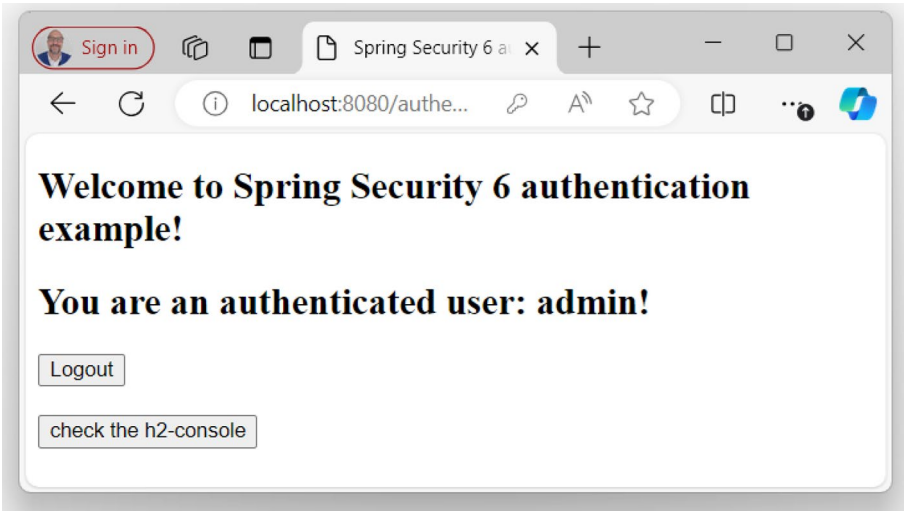 Sign in
Spring Security 6 a
localhost:8080/authe...
Welcome to Spring Security 6 authentication
example!
You are an authenticated user: admin!
Logout
check the h2-console